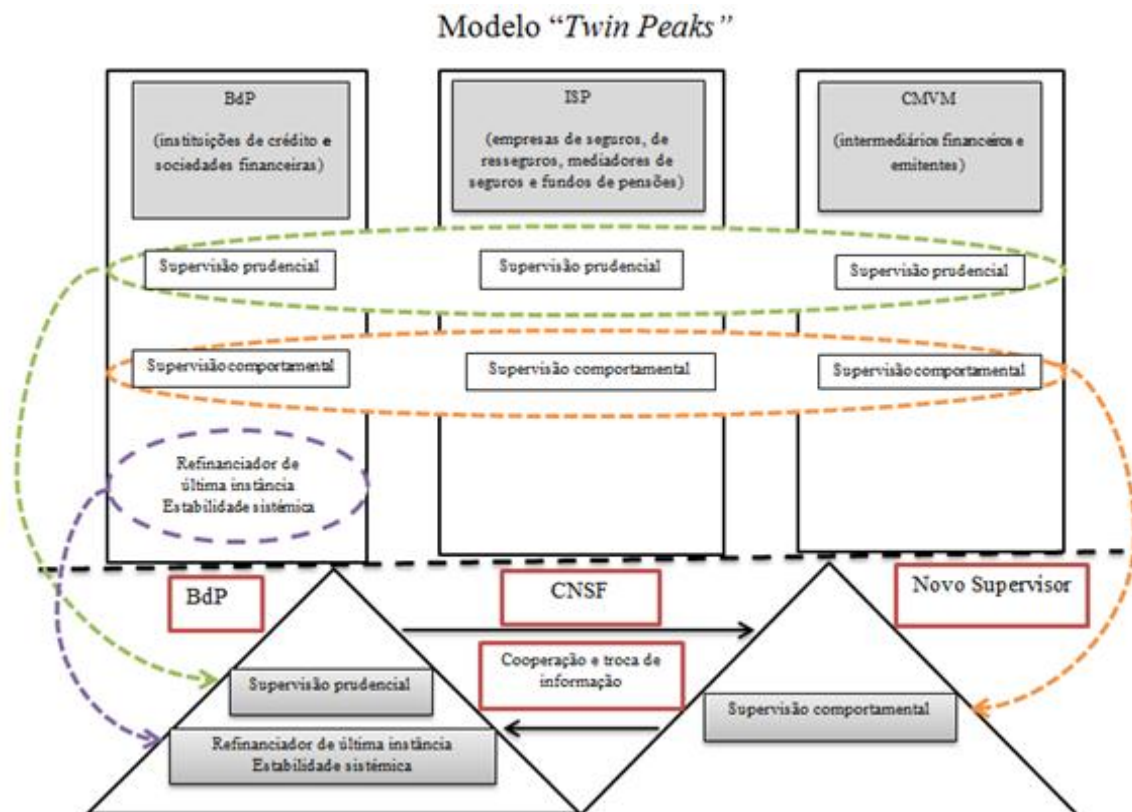 Modelo “Twin Peaks”
BdP
(instituições de crédito e
sociedades financeiras)
ISP
(empresas de seguros, de
resseguros, mediadores de
seguros e fundos de pensões)
CMVM
(intermediários financeiros e
emitentes)
Supervisão prudencial
Supervisão prudencial
Supervisão prudencial
Supervisão comportamental
Supervisão comportamental
Supervisão comportamental
Refinanciador de
última instância
Estabilidade sistémica
BdP
CNSF
Novo Supervisor
Cooperação e troca de
informação
Supervisão prudencial
Supervisão comportamental
Refinanciador de última instância
Estabilidade sistémica